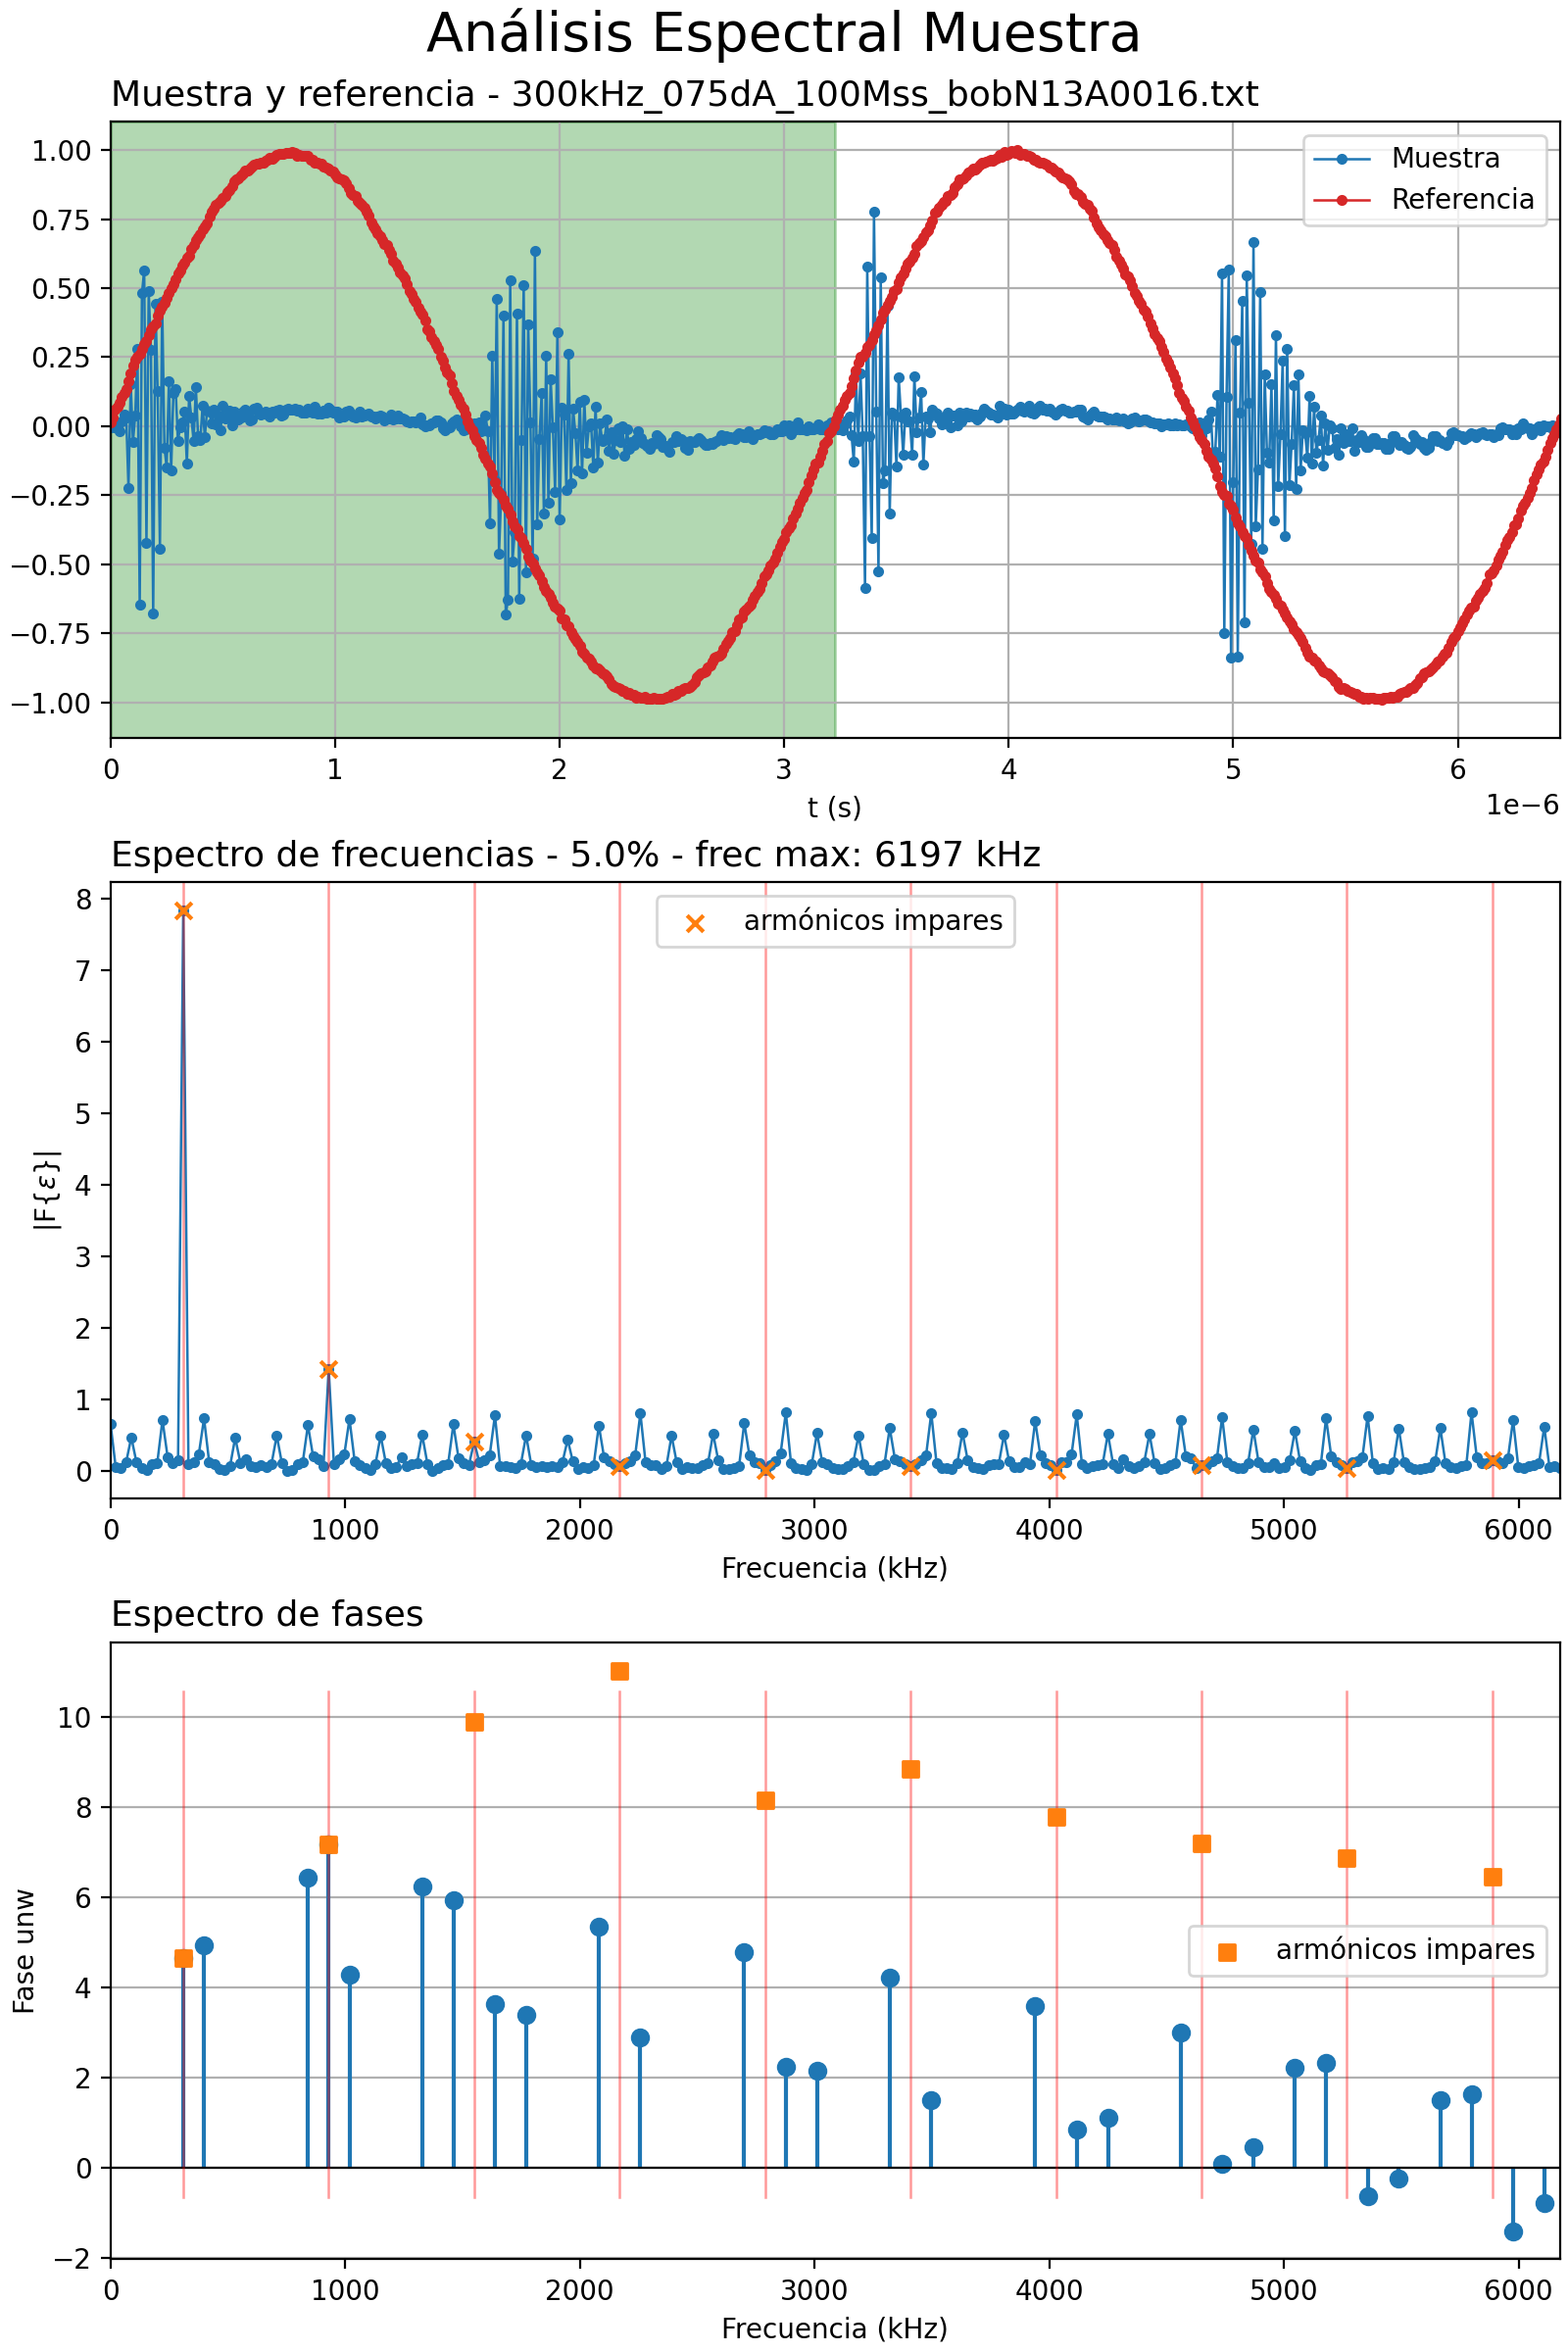 Análisis Espectral Muestra
Muestra y referencia - 300kHz_075dA_100Mss_bobN13A0016.txt
1.00
0.75
0.50
0.25
0.00
−0.25
−0.50
−0.75
−1.00
Muestra
Referencia
0 1 2 3 4 5 6
1e−6
t (s)
Espectro de frecuencias - 5.0% - frec max: 6197 kHz
8
7
6
5
4
3
2
1
0
|F{ε}|
armónicos impares
0 1000 2000 3000 4000 5000 6000
Frecuencia (kHz)
Espectro de fases
10
8
6
4
2
0
−2
Fase unw
armónicos impares
0 1000 2000 3000 4000 5000 6000
Frecuencia (kHz)